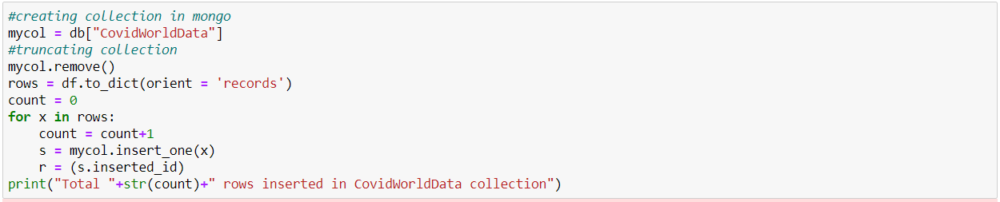 #creating collection in mongo
mycol = db["CovidWorldData"]
#truncating collection
mycol.remove()
rows = df.to_dict(orient = 'records')
count = 0
for x in rows:
    count = count+1
    s = mycol.insert_one(x)
    r = (s.inserted_id)
print("Total "+str(count)+" rows inserted in CovidWorldData collection")